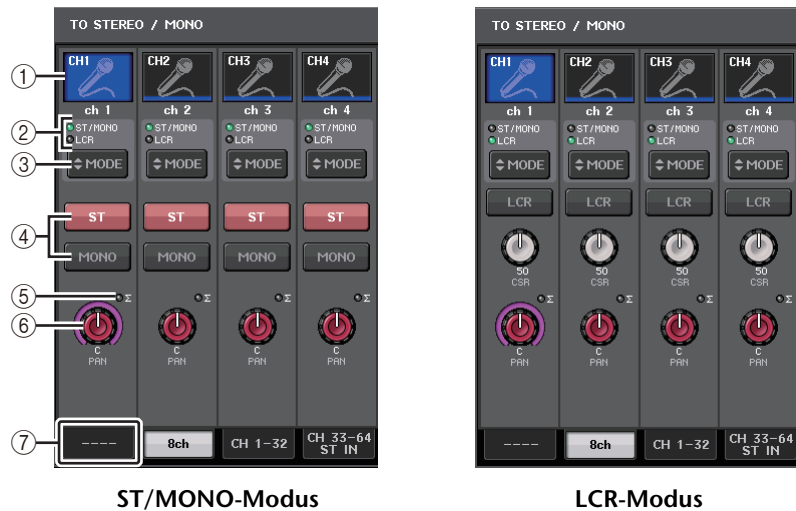 TO STEREO / MONO
CH1 CH2 CH3 CH4
① ch 1 ch 2 ch 3 ch 4
② ST/MONO ST/MONO ST/MONO ST/MONO
LCR LCR LCR LCR
③ MODE MODE MODE MODE
④ ST ST ST ST
MONO MONO MONO MONO
⑤ Σ Σ Σ Σ
⑥ C C C C
PAN PAN PAN PAN
⑦ ---- 8ch CH 1-32 CH 33-64
ST IN
ST/MONO-Modus
TO STEREO / MONO
CH1 CH2 CH3 CH4
ch 1 ch 2 ch 3 ch 4
ST/MONO ST/MONO ST/MONO ST/MONO
LCR LCR LCR LCR
MODE MODE MODE MODE
LCR LCR LCR LCR
50 50 50 50
CSR CSR CSR CSR
Σ Σ Σ Σ
C C C C
PAN PAN PAN PAN
---- 8ch CH 1-32 CH 33-64
ST IN
LCR-Modus